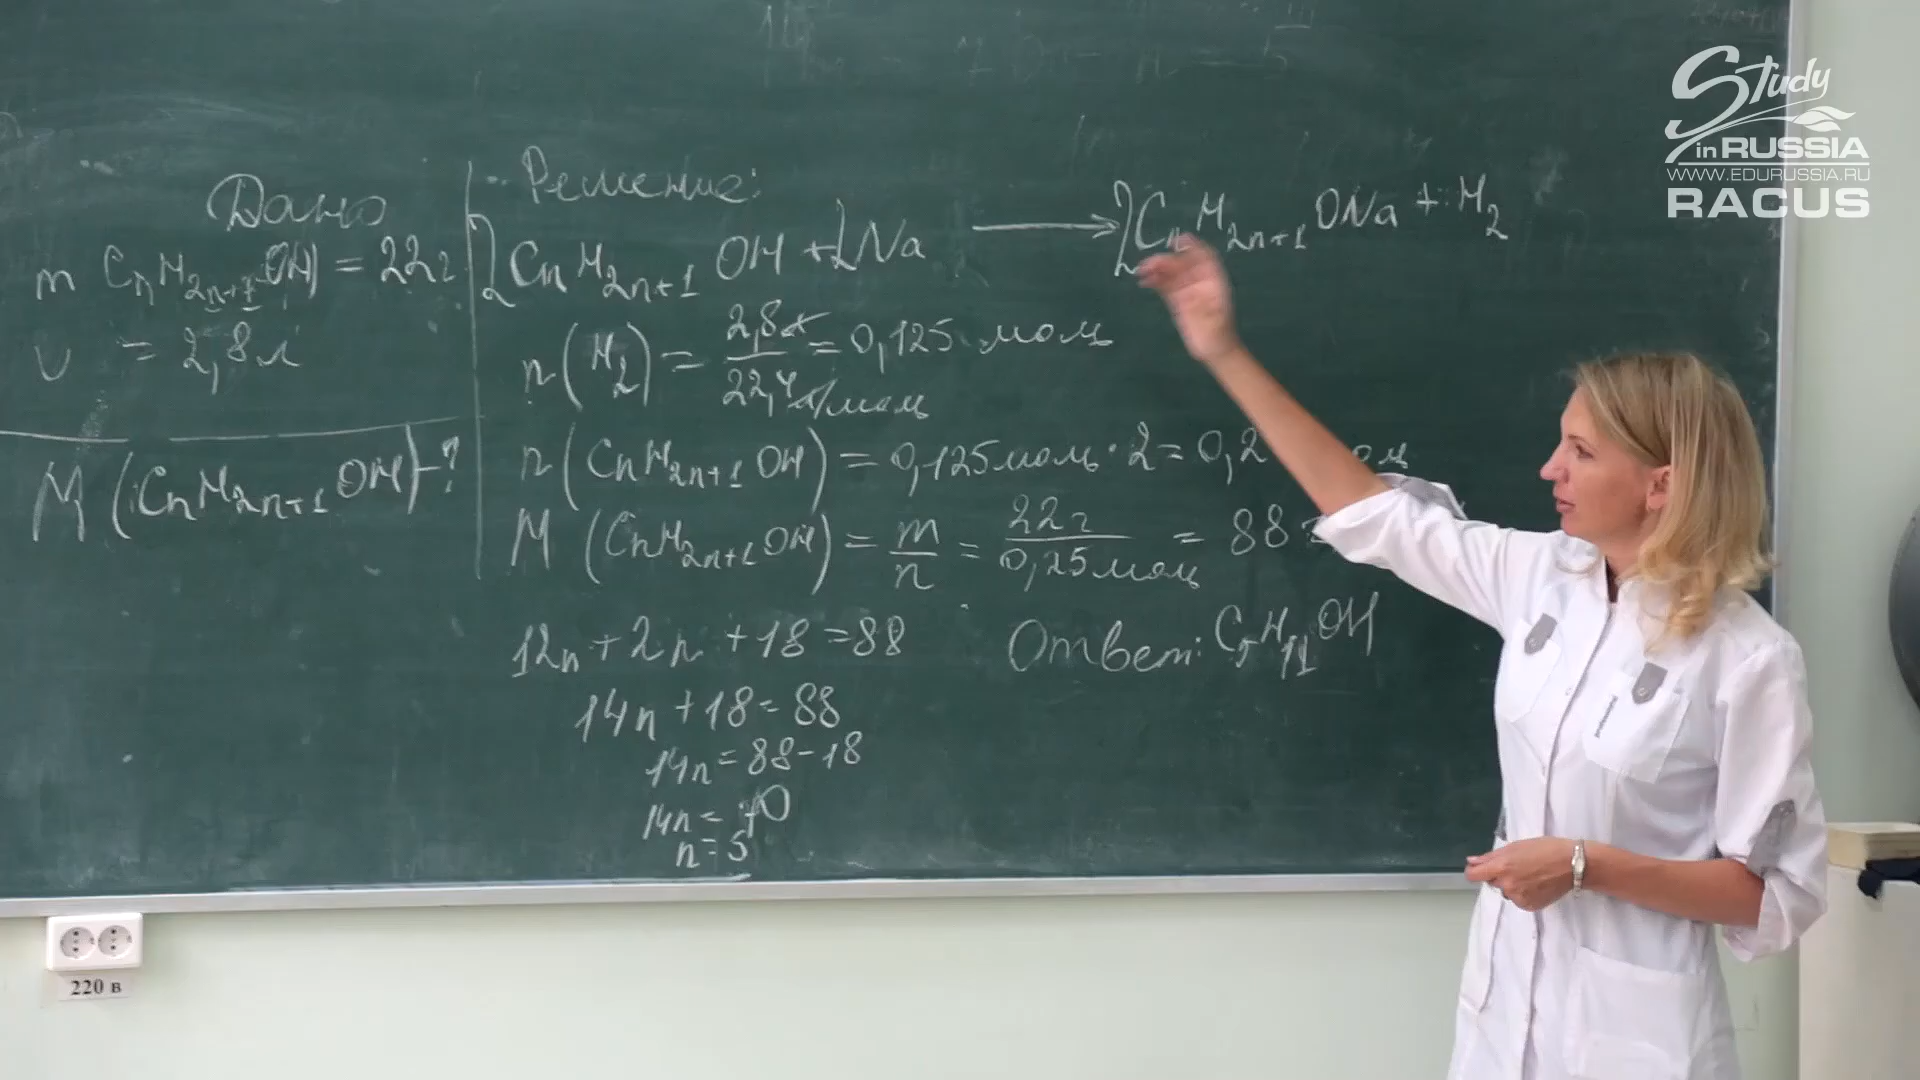 Дано
m CnH2n+1OH) = 22г
υ = 2,8л
M (CnH2n+1OH) - ?
Решение:
2CnH2n+1OH + 2Na → 2CnH2n+1ONa + H2
n(H2) = 2,8л / 22,4л/моль = 0,125 моль
n(CnH2n+1OH) = 0,125моль · 2 = 0,2
M (CnH2n+1OH) = m/n = 22г / 0,25моль = 88
12n + 2n + 18 = 88
14n + 18 = 88
14n = 88 - 18
14n = 70
n = 5
Ответ: C5H11OH
Study
in RUSSIA
WWW.EDURUSSIA.RU
RACUS
220 в